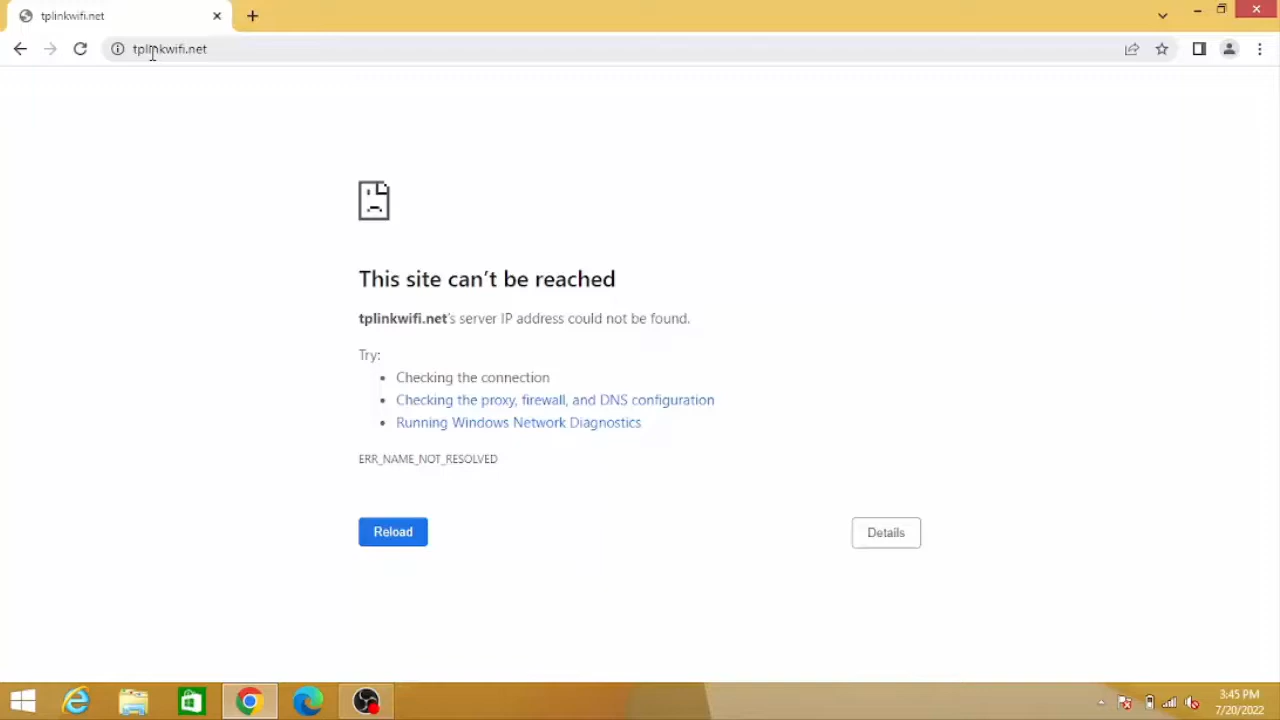 tplinkwifi.net
tplinkwifi.net
This site can't be reached
tplinkwifi.net's server IP address could not be found.
Try:
Checking the connection
Checking the proxy, firewall, and DNS configuration
Running Windows Network Diagnostics
ERR_NAME_NOT_RESOLVED
Reload
Details
3:45 PM
7/20/2022